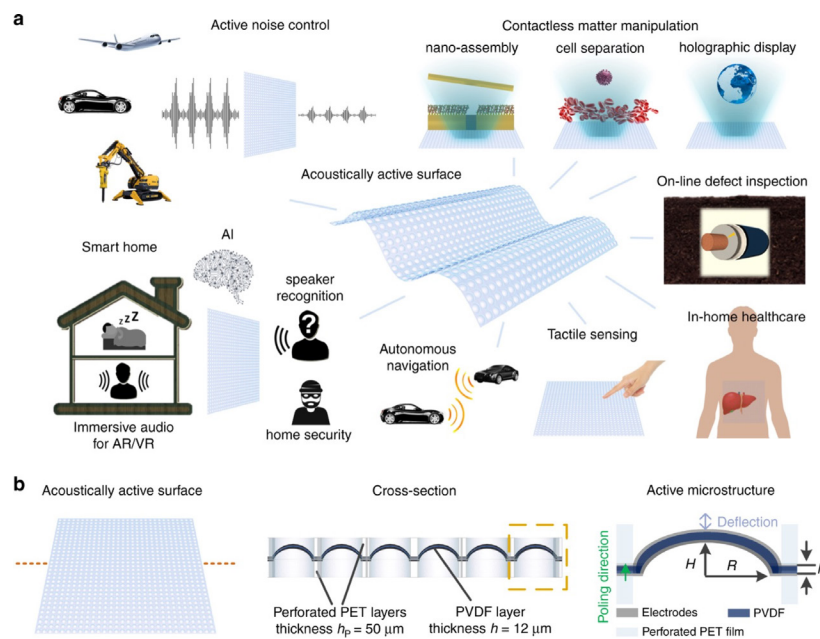 a
Active noise control
Contactless matter manipulation
nano-assembly
cell separation
holographic display
Acoustically active surface
On-line defect inspection
Smart home
AI
z z Z
speaker
recognition
?
In-home healthcare
Autonomous
navigation
Tactile sensing
Immersive audio
for AR/VR
home security
b
Acoustically active surface
Cross-section
Active microstructure
Perforated PET layers
thickness hP = 50 μm
PVDF layer
thickness h = 12 μm
Poling direction
Deflection
H
R
Electrodes
PVDF
Perforated PET film